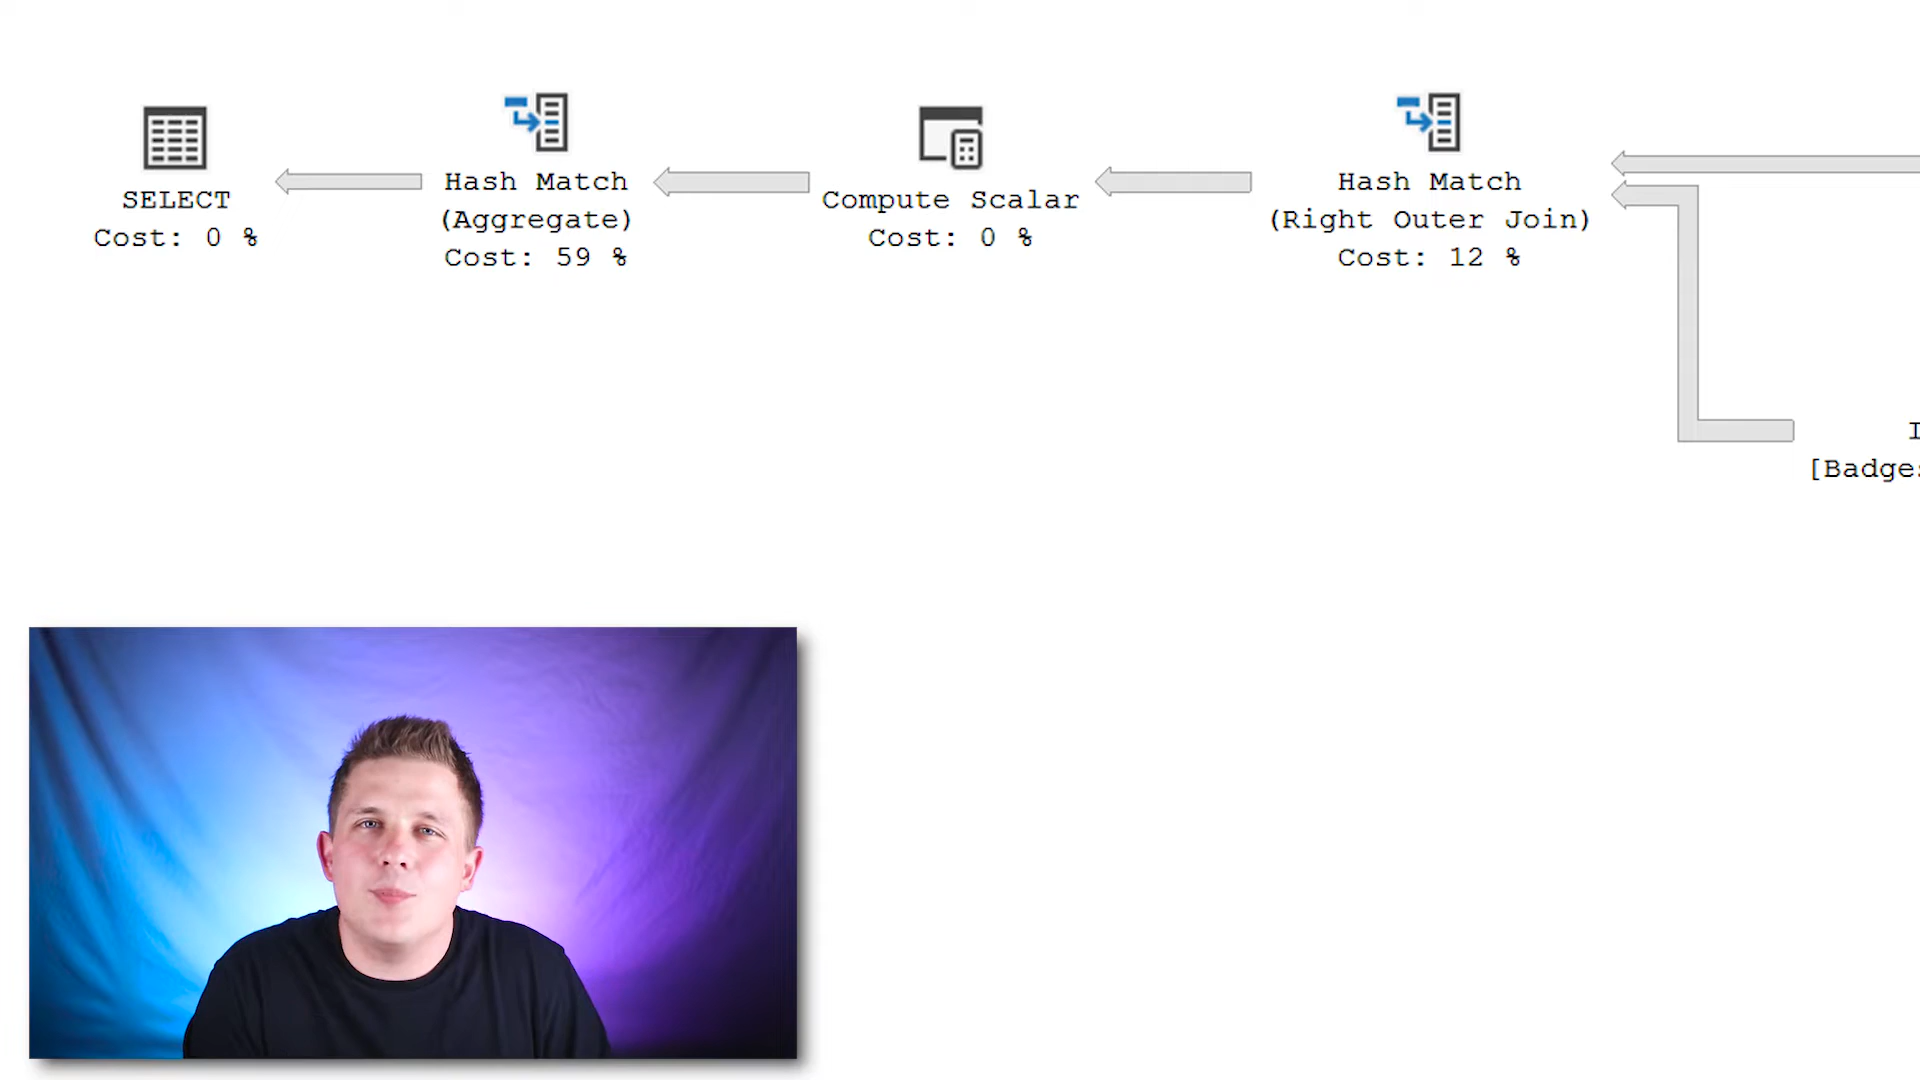 SELECT
Cost: 0 %
Hash Match
(Aggregate)
Cost: 59 %
Compute Scalar
Cost: 0 %
Hash Match
(Right Outer Join)
Cost: 12 %
[Badges